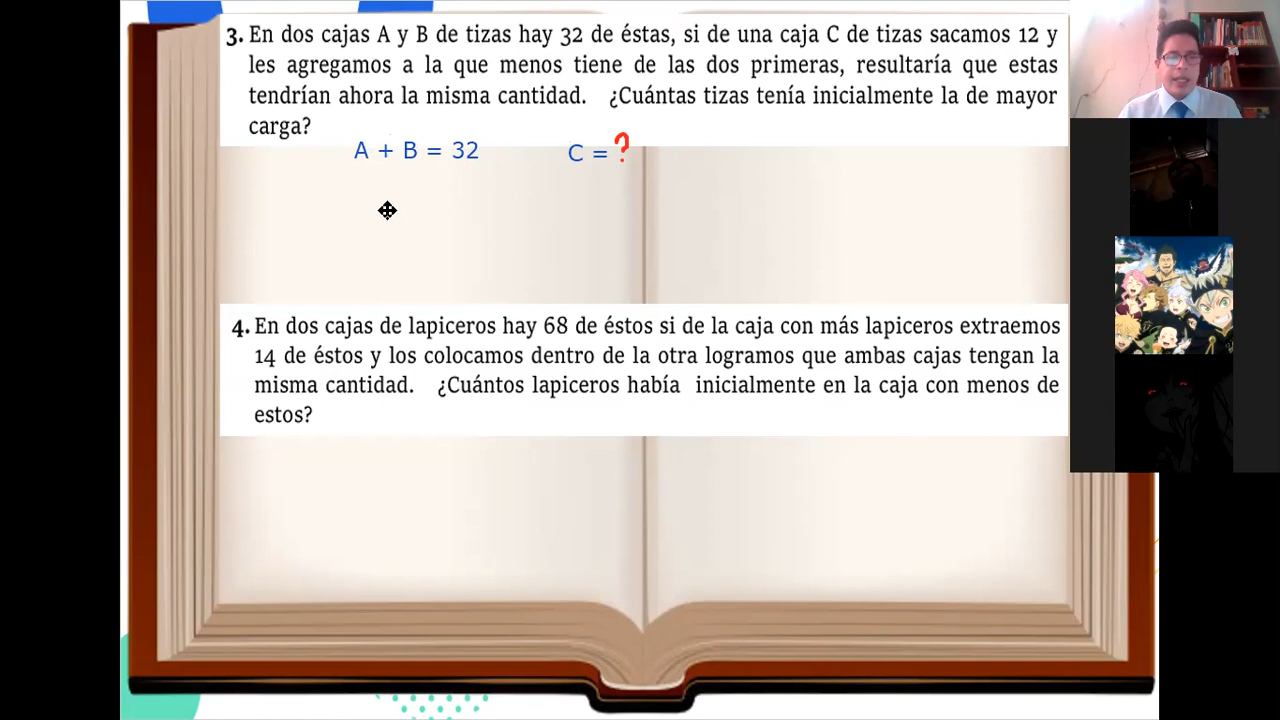 3. En dos cajas A y B de tizas hay 32 de éstas, si de una caja C de tizas sacamos 12 y
les agregamos a la que menos tiene de las dos primeras, resultaría que estas
tendrían ahora la misma cantidad. ¿Cuántas tizas tenía inicialmente la de mayor
carga?
A + B = 32 C = ?
4. En dos cajas de lapiceros hay 68 de éstos si de la caja con más lapiceros extraemos
14 de éstos y los colocamos dentro de la otra logramos que ambas cajas tengan la
misma cantidad. ¿Cuántos lapiceros había inicialmente en la caja con menos de
estos?